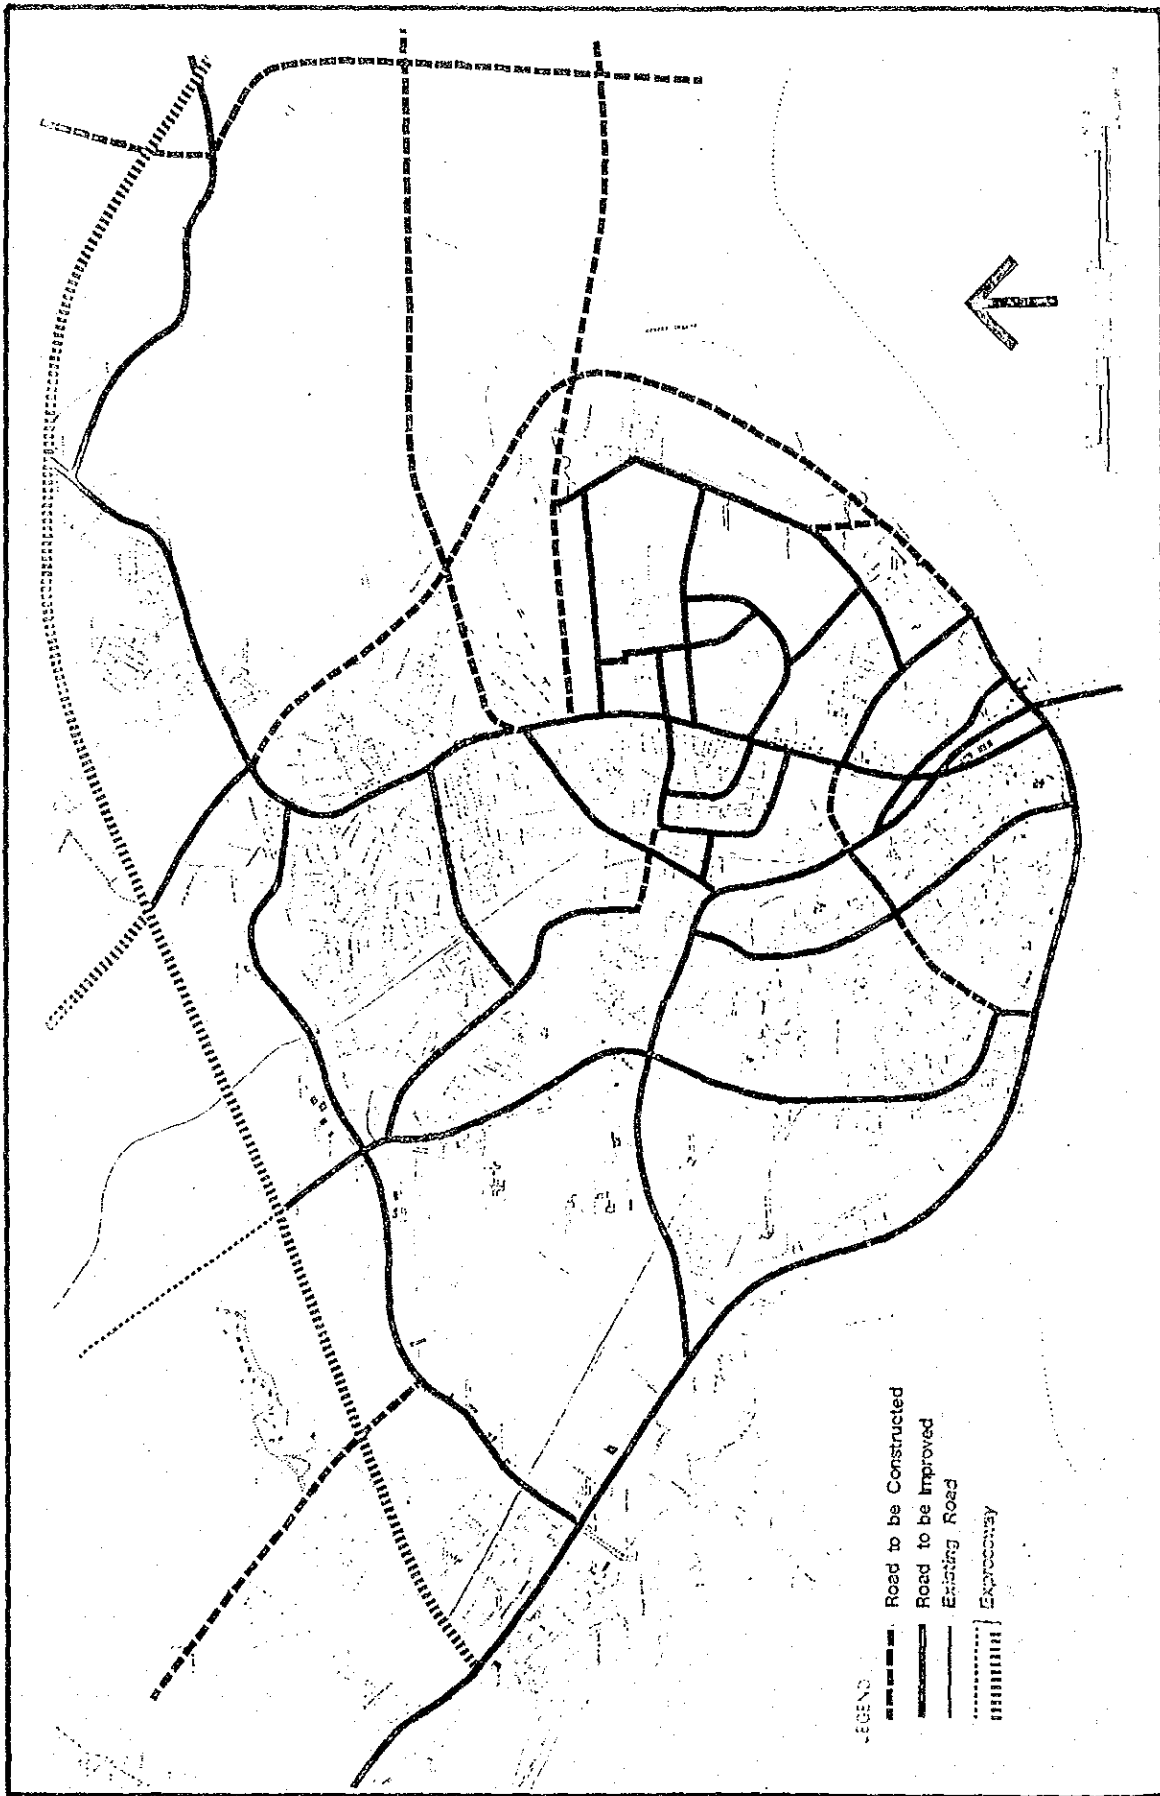 LEGEND
Road to be Constructed
Road to be Improved
Existing Road
Expressway